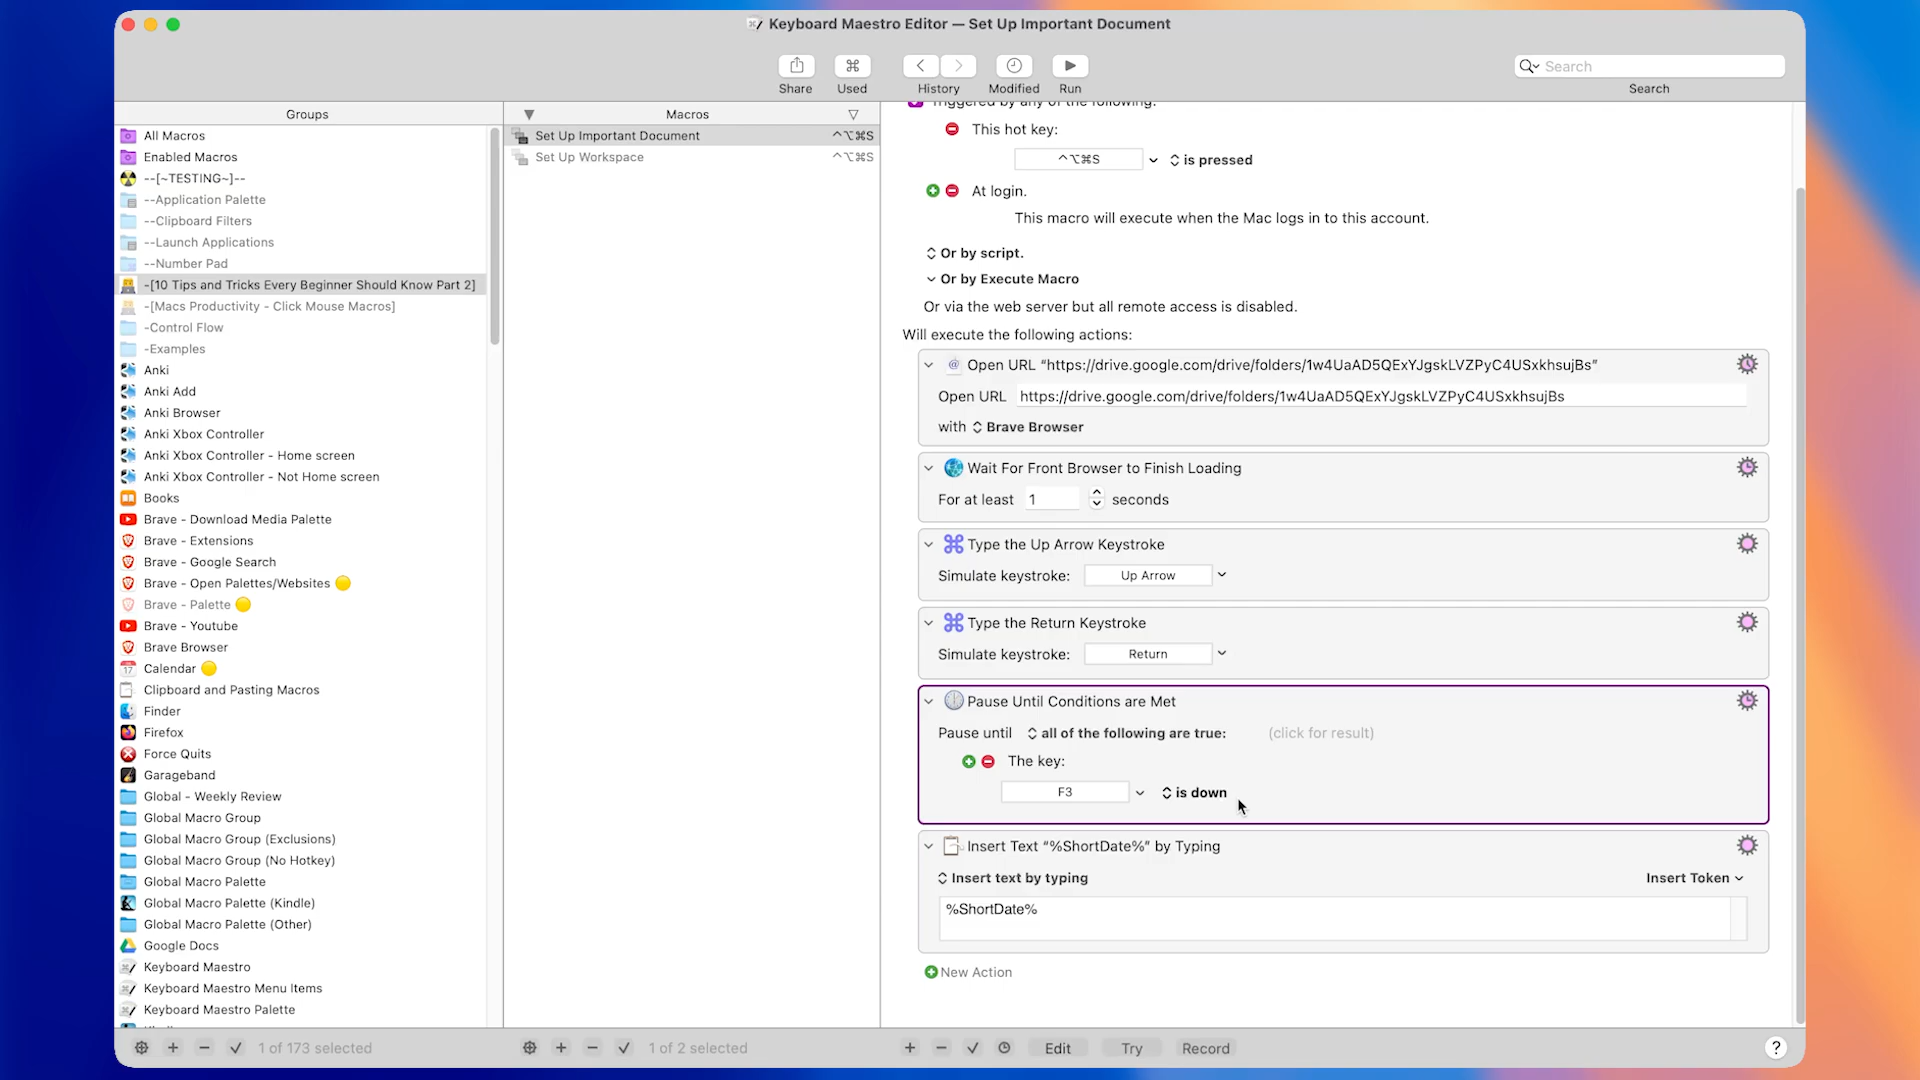 Keyboard Maestro Editor — Set Up Important Document
Share
Used
History
Modified
Run
Search
Search
Groups
All Macros
Enabled Macros
--[~TESTING~]--
--Application Palette
--Clipboard Filters
--Launch Applications
--Number Pad
-[10 Tips and Tricks Every Beginner Should Know Part 2]
-[Macs Productivity - Click Mouse Macros]
-Control Flow
-Examples
Anki
Anki Add
Anki Browser
Anki Xbox Controller
Anki Xbox Controller - Home screen
Anki Xbox Controller - Not Home screen
Books
Brave - Download Media Palette
Brave - Extensions
Brave - Google Search
Brave - Open Palettes/Websites
Brave - Palette
Brave - Youtube
Brave Browser
Calendar
Clipboard and Pasting Macros
Finder
Firefox
Force Quits
Garageband
Global - Weekly Review
Global Macro Group
Global Macro Group (Exclusions)
Global Macro Group (No Hotkey)
Global Macro Palette
Global Macro Palette (Kindle)
Global Macro Palette (Other)
Google Docs
Keyboard Maestro
Keyboard Maestro Menu Items
Keyboard Maestro Palette
1 of 173 selected
Macros
Set Up Important Document ⌃⌥⌘S
Set Up Workspace ⌃⌥⌘S
1 of 2 selected
Triggered by any of the following:
This hot key:
⌃⌥⌘S is pressed
At login.
This macro will execute when the Mac logs in to this account.
Or by script.
Or by Execute Macro
Or via the web server but all remote access is disabled.
Will execute the following actions:
Open URL “https://drive.google.com/drive/folders/1w4UaAD5QExYJgskLVZPyC4USxkhsujBs”
Open URL https://drive.google.com/drive/folders/1w4UaAD5QExYJgskLVZPyC4USxkhsujBs
with Brave Browser
Wait For Front Browser to Finish Loading
For at least 1 seconds
Type the Up Arrow Keystroke
Simulate keystroke: Up Arrow
Type the Return Keystroke
Simulate keystroke: Return
Pause Until Conditions are Met
Pause until all of the following are true: (click for result)
The key:
F3 is down
Insert Text “%ShortDate%” by Typing
Insert text by typing Insert Token
%ShortDate%
New Action
Edit Try Record ?